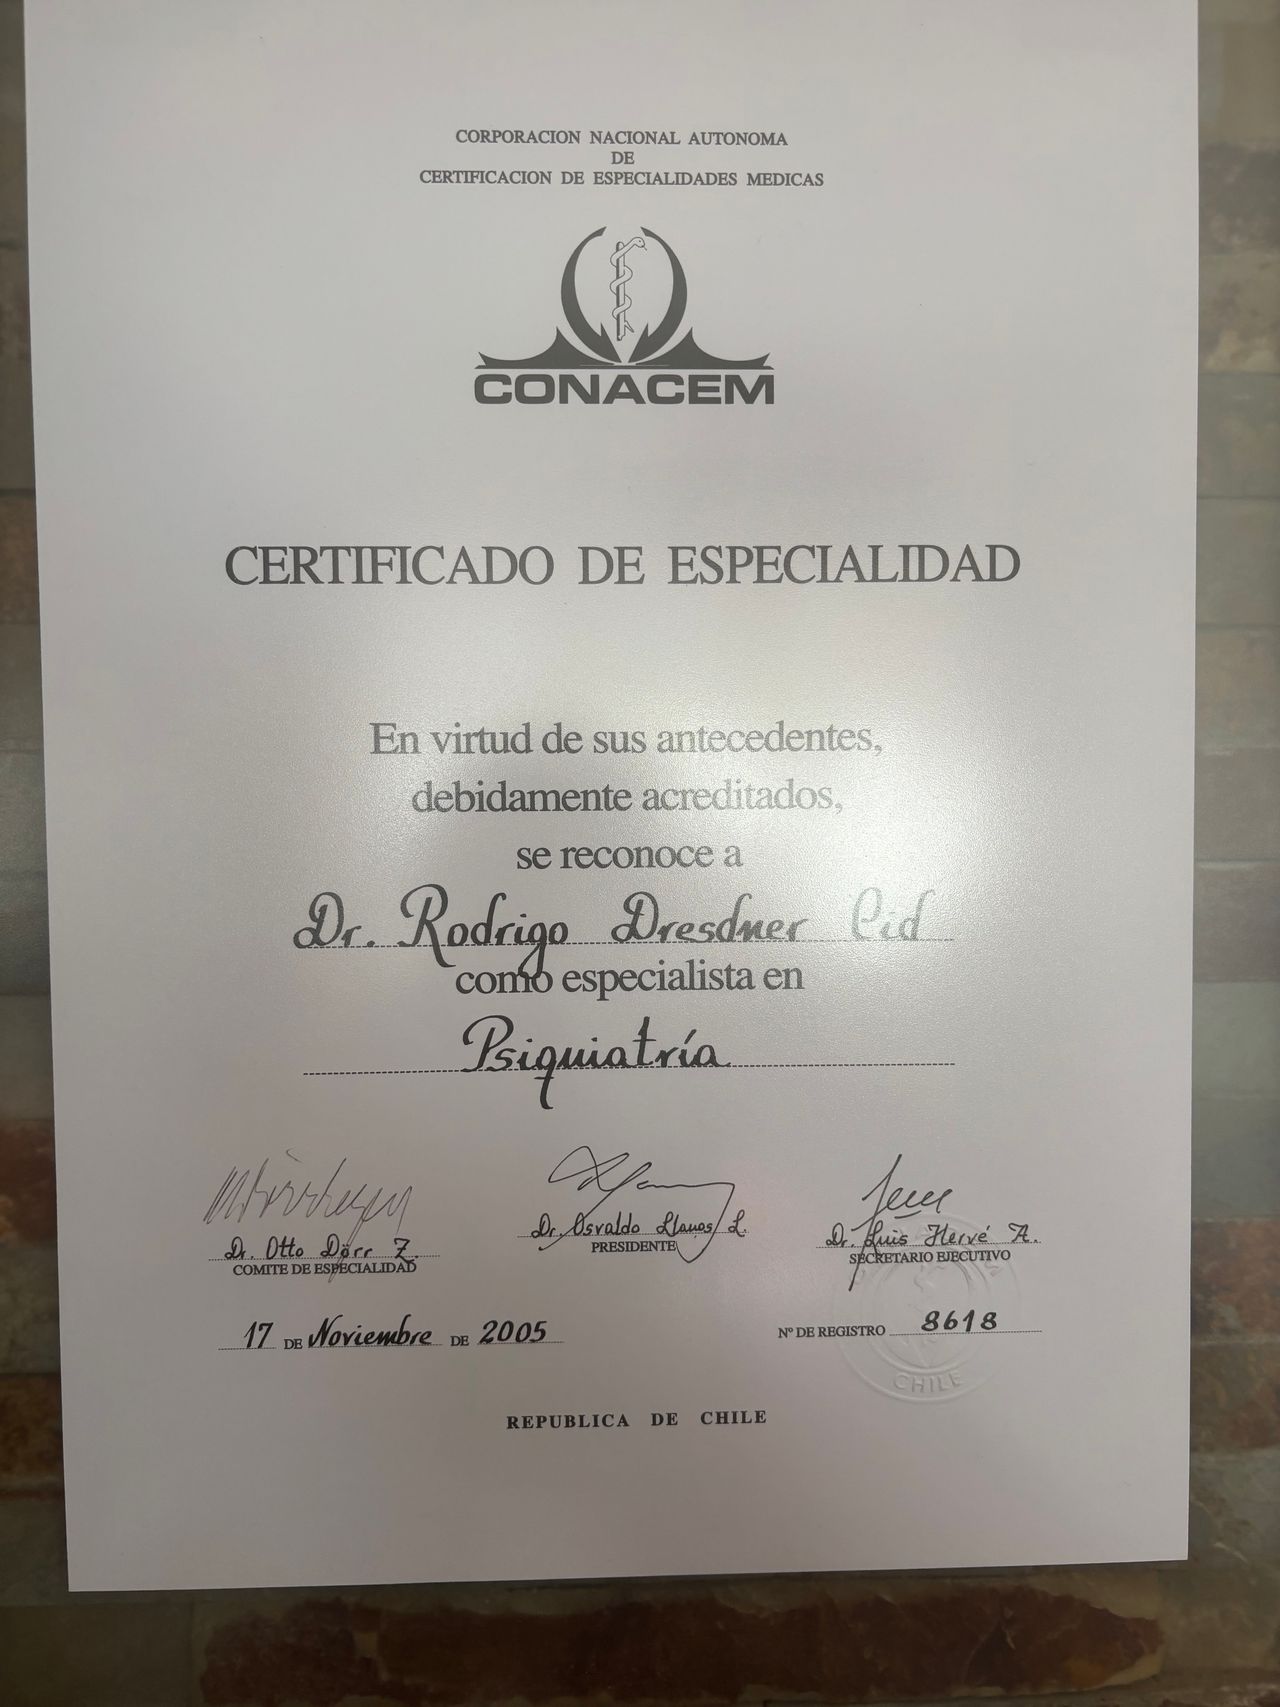 CORPORACION NACIONAL AUTONOMA
DE
CERTIFICACION DE ESPECIALIDADES MEDICAS
CONACEM
CERTIFICADO DE ESPECIALIDAD
En virtud de sus antecedentes,
debidamente acreditados,
se reconoce a
Dr. Rodrigo Dresdner Cid
como especialista en
Psiquiatría
Dr. Otto Dörr Z.
COMITE DE ESPECIALIDAD
Dr. Osvaldo Llanos L.
PRESIDENTE
Dr. Luis Hervé A.
SECRETARIO EJECUTIVO
17 DE Noviembre DE 2005
Nº DE REGISTRO 8618
CHILE
REPUBLICA DE CHILE